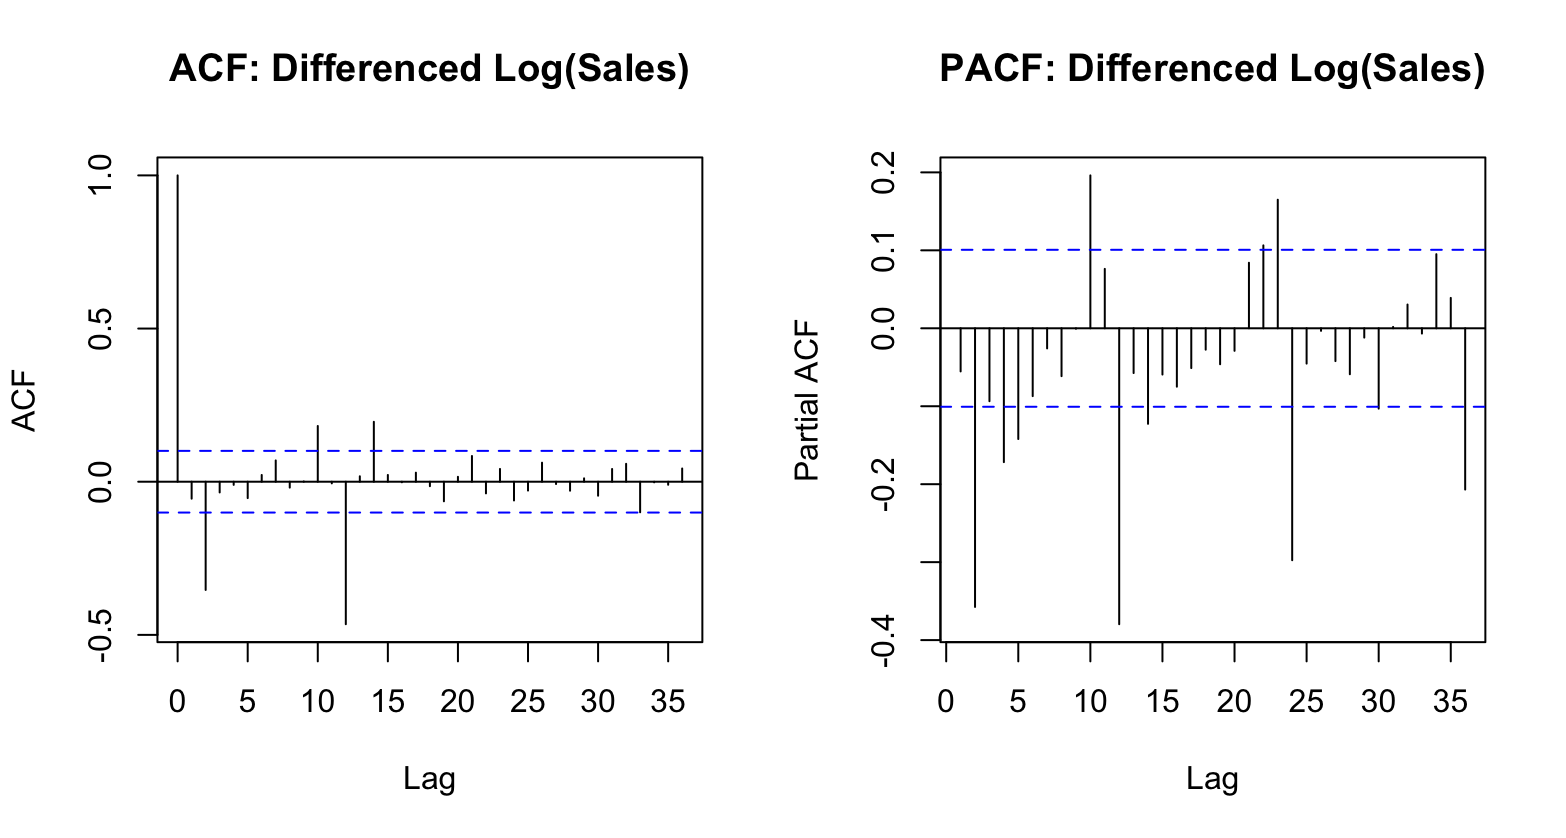 ACF: Differenced Log(Sales)
ACF
1.0
0.5
0.0
-0.5
0 5 10 15 20 25 30 35
Lag
PACF: Differenced Log(Sales)
Partial ACF
0.2
0.1
0.0
-0.2
-0.4
0 5 10 15 20 25 30 35
Lag